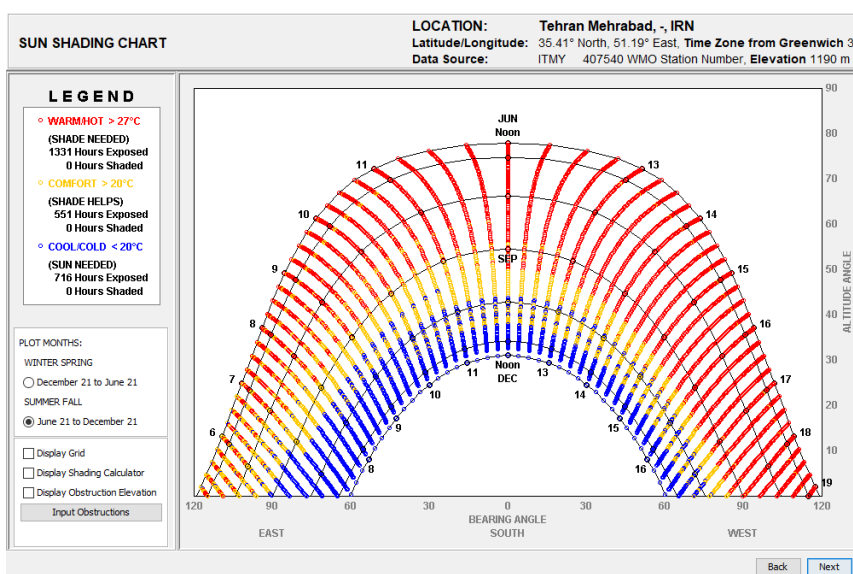 SUN SHADING CHART
LOCATION: Tehran Mehrabad, -, IRN
Latitude/Longitude: 35.41° North, 51.19° East, Time Zone from Greenwich 3
Data Source: ITMY 407540 WMO Station Number, Elevation 1190 m
LEGEND
WARM/HOT > 27°C
(SHADE NEEDED)
1331 Hours Exposed
0 Hours Shaded
COMFORT > 20°C
(SHADE HELPS)
551 Hours Exposed
0 Hours Shaded
COOL/COLD < 20°C
(SUN NEEDED)
716 Hours Exposed
0 Hours Shaded
PLOT MONTHS:
WINTER SPRING
December 21 to June 21
SUMMER FALL
June 21 to December 21
Display Grid
Display Shading Calculator
Display Obstruction Elevation
Input Obstructions
90
80
70
60
50
40
30
20
10
ALTITUDE ANGLE
JUN
Noon
11
13
10
14
9
15
8
16
7
17
6
18
19
SEP
Noon
DEC
11
13
10
14
9
15
8
16
120 90 60 30 0 30 60 90 120
BEARING ANGLE
EAST SOUTH WEST
Back Next